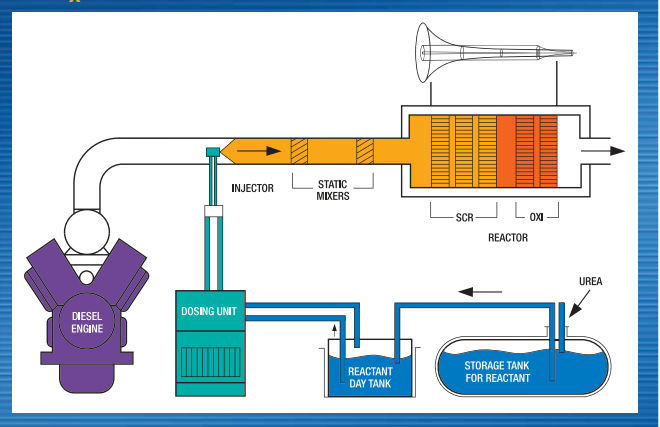 INJECTOR
STATIC
MIXERS
SCR
OXI
REACTOR
UREA
DIESEL
ENGINE
DOSING UNIT
REACTANT
DAY TANK
STORAGE TANK
FOR REACTANT